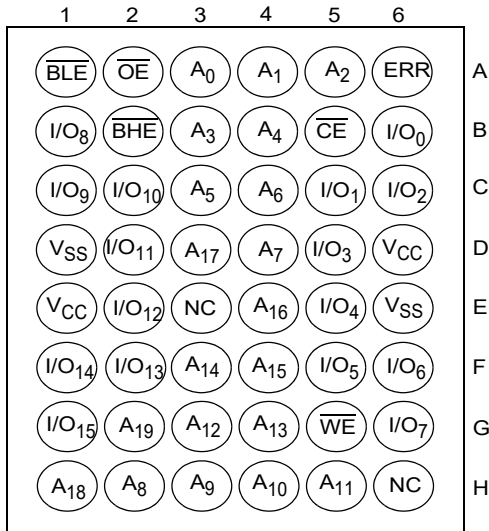 1 2 3 4 5 6
BLE OE A0 A1 A2 ERR A
I/O8 BHE A3 A4 CE I/O0 B
I/O9 I/O10 A5 A6 I/O1 I/O2 C
VSS I/O11 A17 A7 I/O3 VCC D
VCC I/O12 NC A16 I/O4 VSS E
I/O14 I/O13 A14 A15 I/O5 I/O6 F
I/O15 A19 A12 A13 WE I/O7 G
A18 A8 A9 A10 A11 NC H